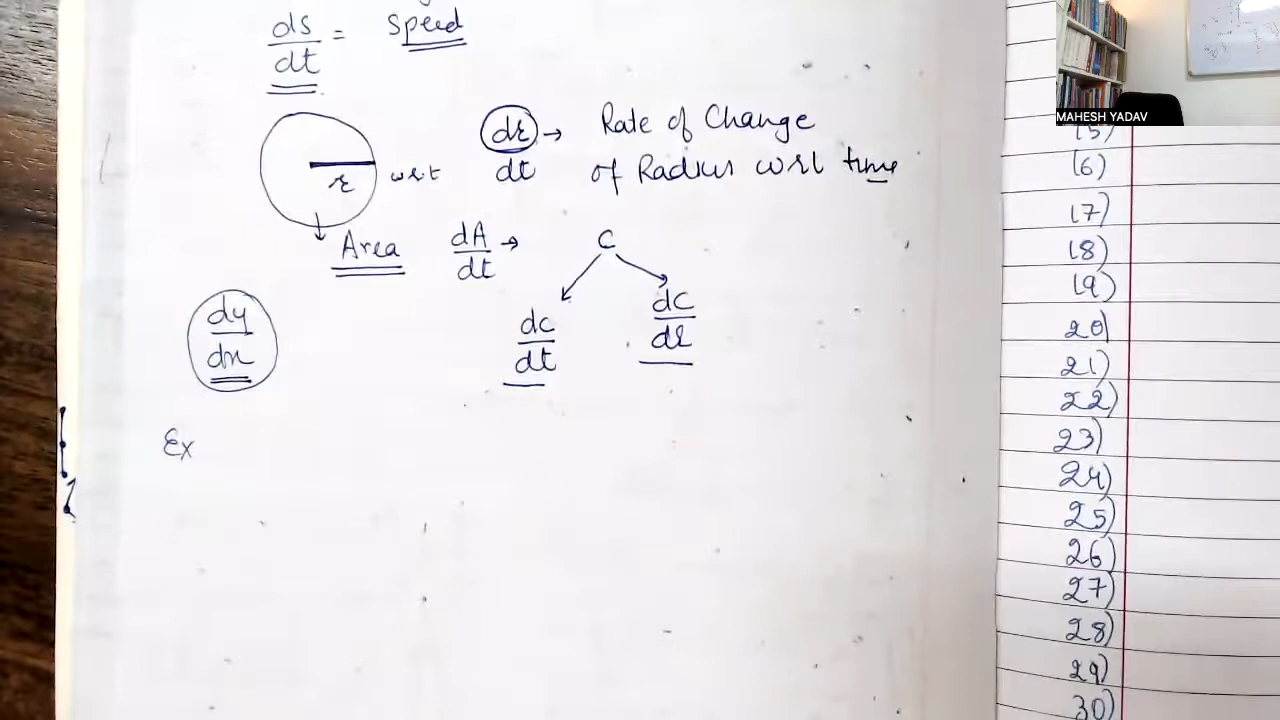 ds/dt = Speed
dr/dt → Rate of Change
r wrt of Radius wrt time
Area dA/dt → C
dy/dx dc/dt dC/dr
Ex
MAHESH YADAV
15)
16)
17)
18)
19)
20)
21)
22)
23)
24)
25)
26)
27)
28)
29)
30)